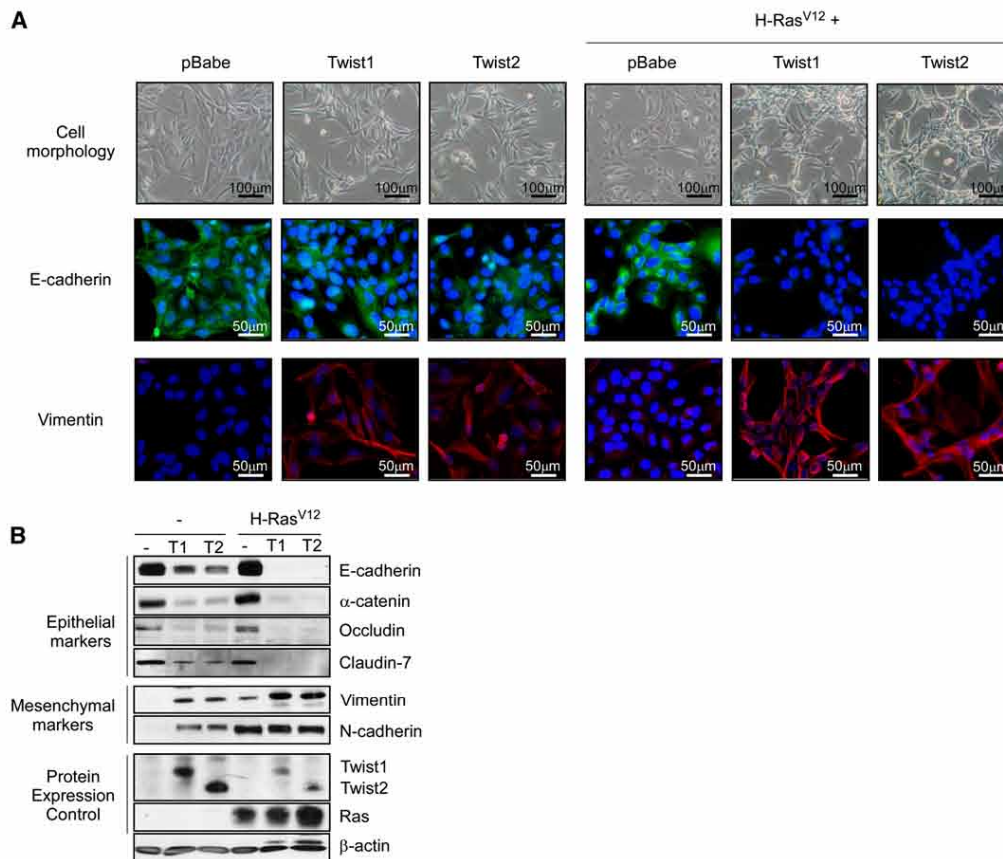 A
H-Ras^V12 +
pBabe Twist1 Twist2 pBabe Twist1 Twist2
Cell
morphology
100µm 100µm 100µm 100µm 100µm 100µm
E-cadherin
50µm 50µm 50µm 50µm 50µm 50µm
Vimentin
50µm 50µm 50µm 50µm 50µm 50µm
B
- H-Ras^V12
- T1 T2 - T1 T2
Epithelial
markers
E-cadherin
α-catenin
Occludin
Claudin-7
Mesenchymal
markers
Vimentin
N-cadherin
Protein
Expression
Control
Twist1
Twist2
Ras
β-actin